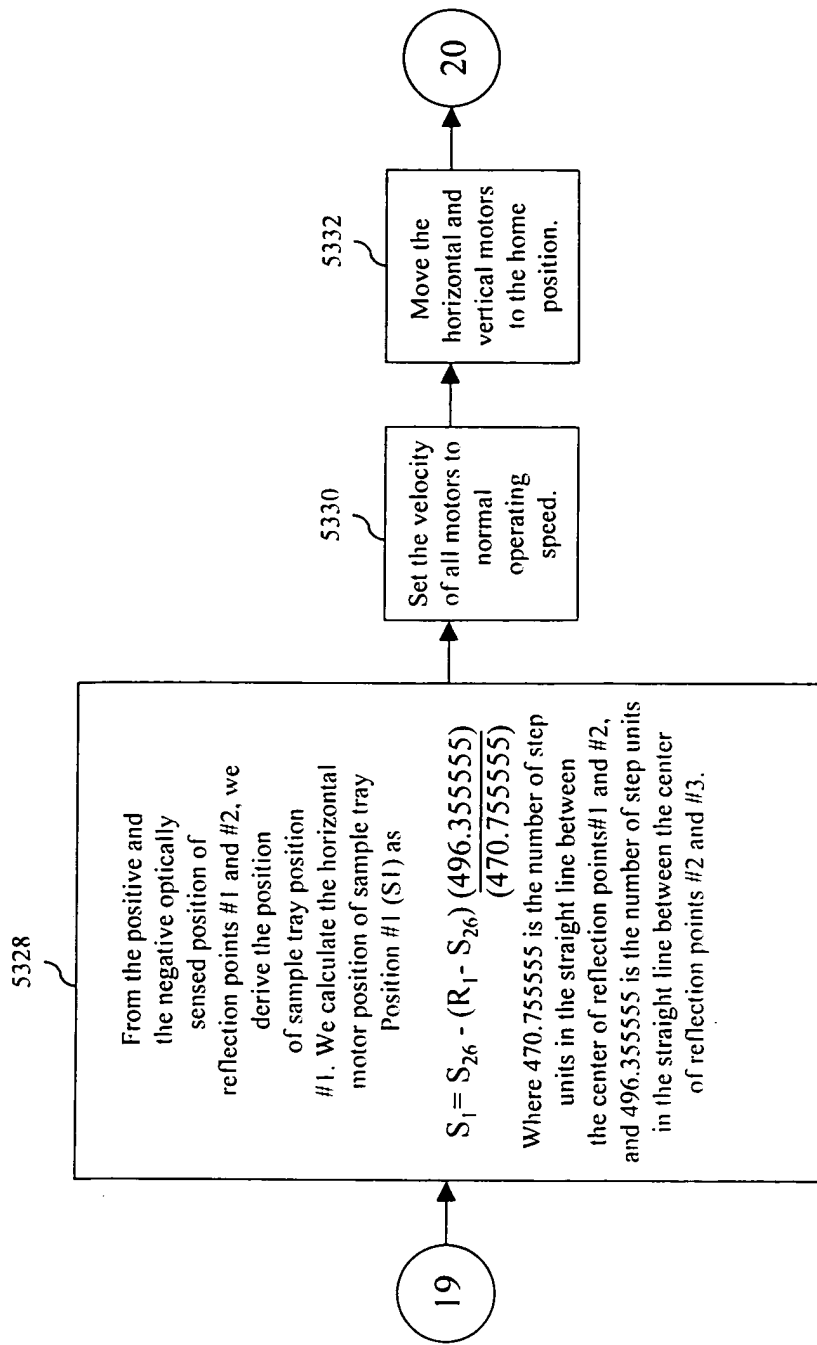 19
5328
From the positive and
the negative optically
sensed position of
reflection points #1 and #2, we
derive the position
of sample tray position
#1. We calculate the horizontal
motor position of sample tray
Position #1 (S1) as
S₁= S₂₆ - (R₁- S₂₆) (496.355555)
(470.755555)
Where 470.755555 is the number of step
units in the straight line between
the center of reflection points#1 and #2,
and 496.355555 is the number of step units
in the straight line between the center
of reflection points #2 and #3.
5330
Set the velocity
of all motors to
normal
operating
speed.
5332
Move the
horizontal and
vertical motors
to the home
position.
20